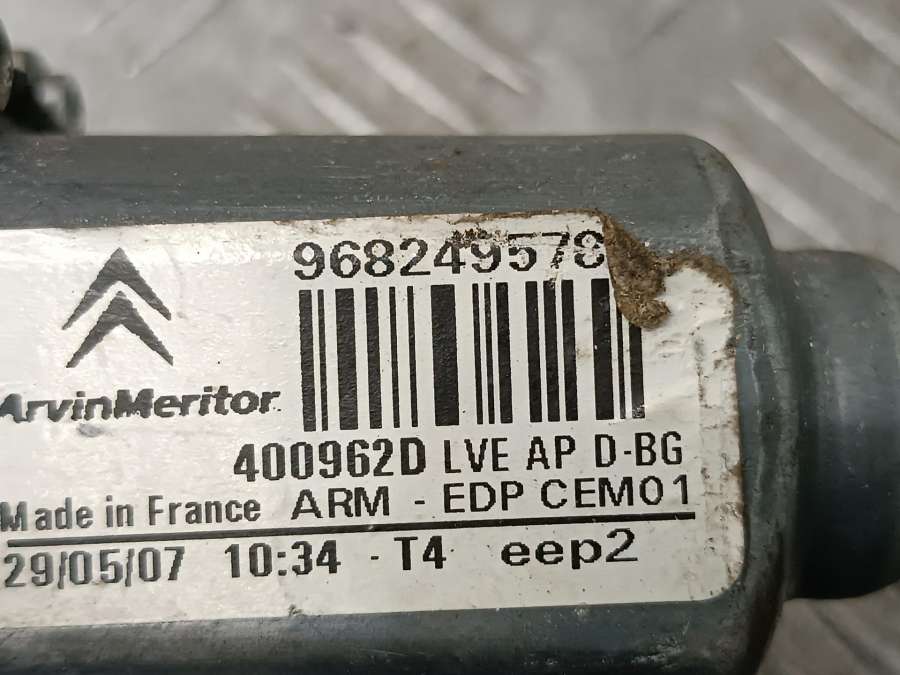 968249578
ArvinMeritor.
400962D LVE AP D-BG
Made in France ARM - EDP CEM01
29/05/07 10:34 - T4 eep2